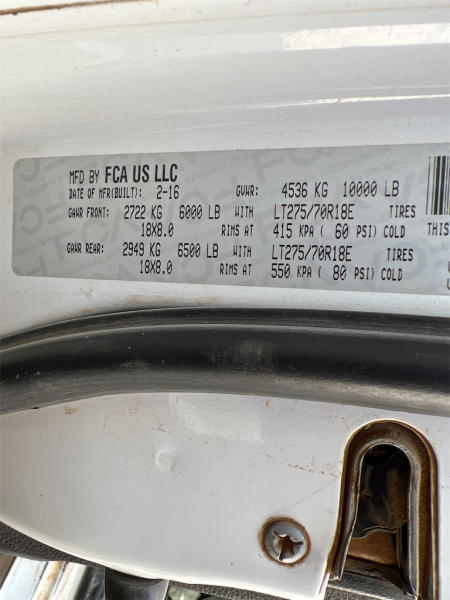 MFD BY FCA US LLC
DATE OF MFR(BUILT): 2-16 GVWR: 4536 KG 10000 LB
GAWR FRONT: 2722 KG 6000 LB WITH LT275/70R18E TIRES
18X8.0 RIMS AT 415 KPA ( 60 PSI) COLD THIS
GAWR REAR: 2949 KG 6500 LB WITH LT275/70R18E TIRES
18X8.0 RIMS AT 550 KPA ( 80 PSI) COLD